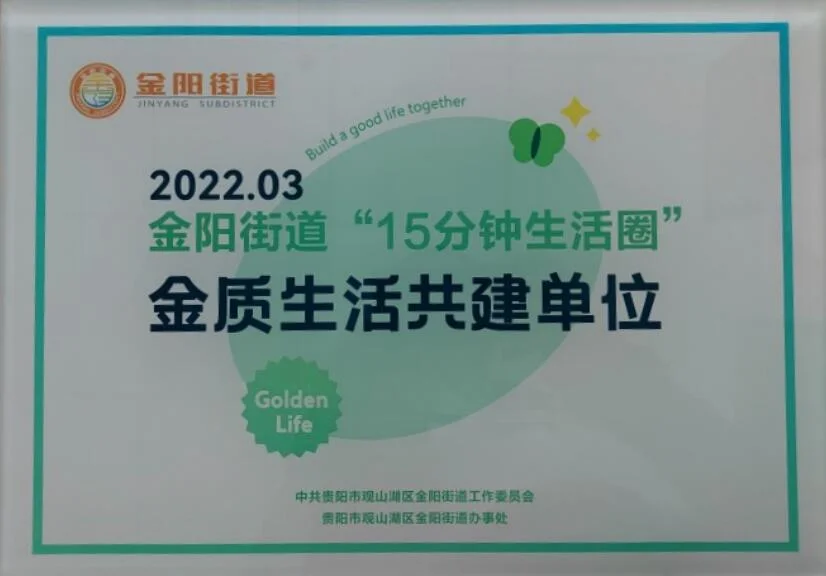 金阳街道
JINYANG SUBDISTRICT
Build a good life together
2022.03
金阳街道“15分钟生活圈”
金质生活共建单位
Golden
Life
中共贵阳市观山湖区金阳街道工作委员会
贵阳市观山湖区金阳街道办事处